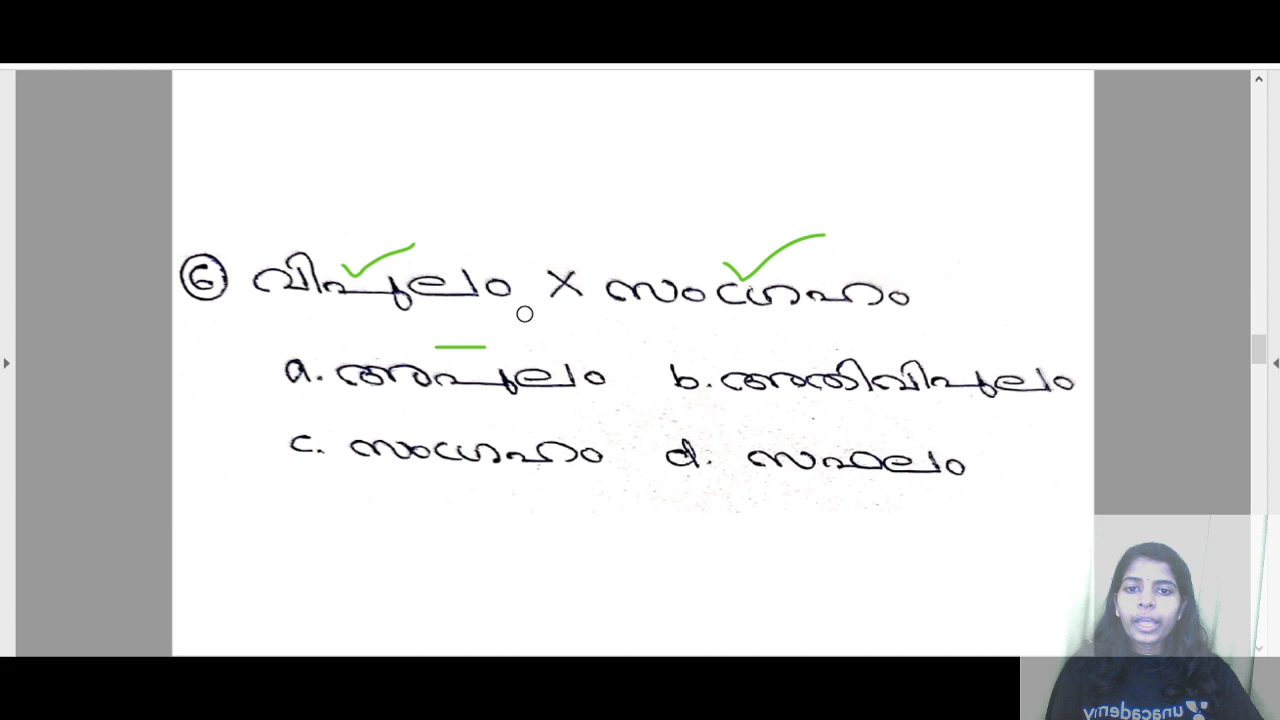 6 വിപുലം X സംഗ്രഹം
a. അപുലം b. അതിവിപുലം
c. സംഗ്രഹം d. സഫലം
unacademy